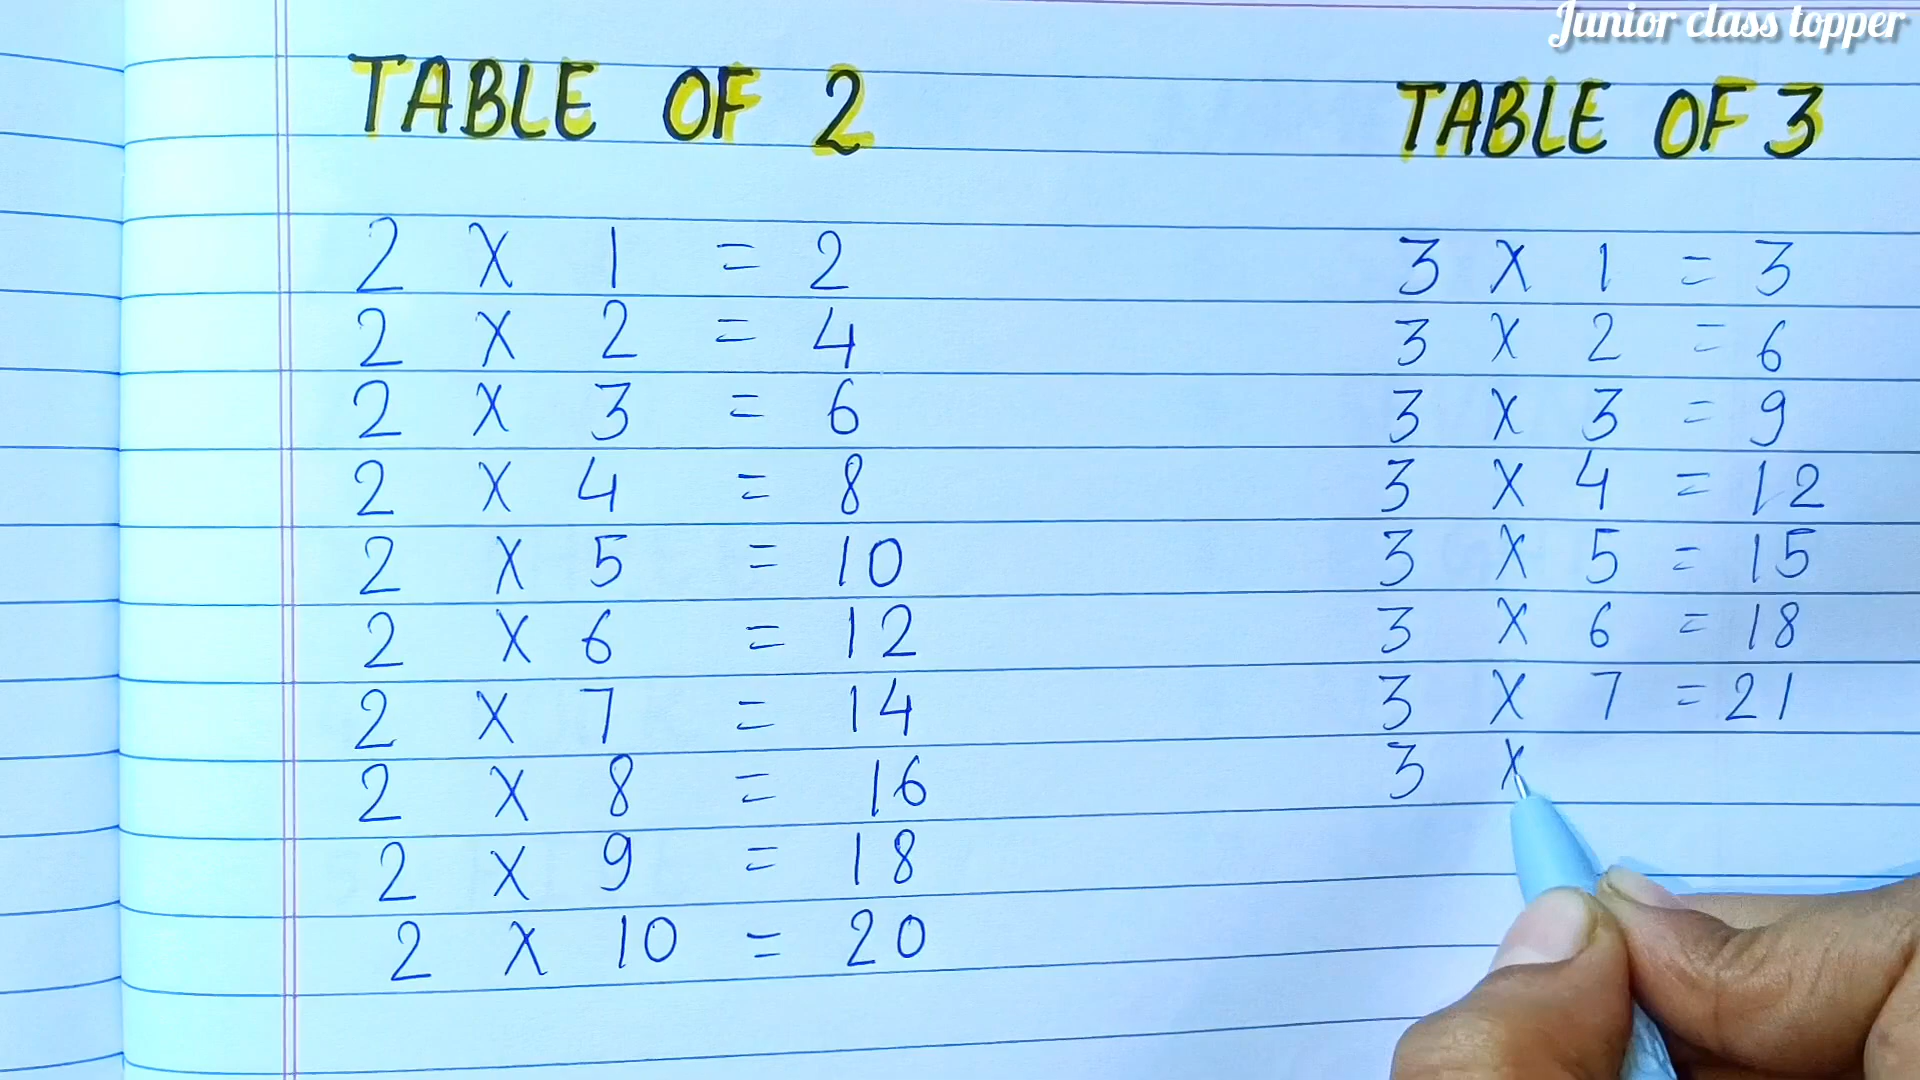 Junior class topper
TABLE OF 2
2 X 1 = 2
2 X 2 = 4
2 X 3 = 6
2 X 4 = 8
2 X 5 = 10
2 X 6 = 12
2 X 7 = 14
2 X 8 = 16
2 X 9 = 18
2 X 10 = 20
TABLE OF 3
3 X 1 = 3
3 X 2 = 6
3 X 3 = 9
3 X 4 = 12
3 X 5 = 15
3 X 6 = 18
3 X 7 = 21
3 X